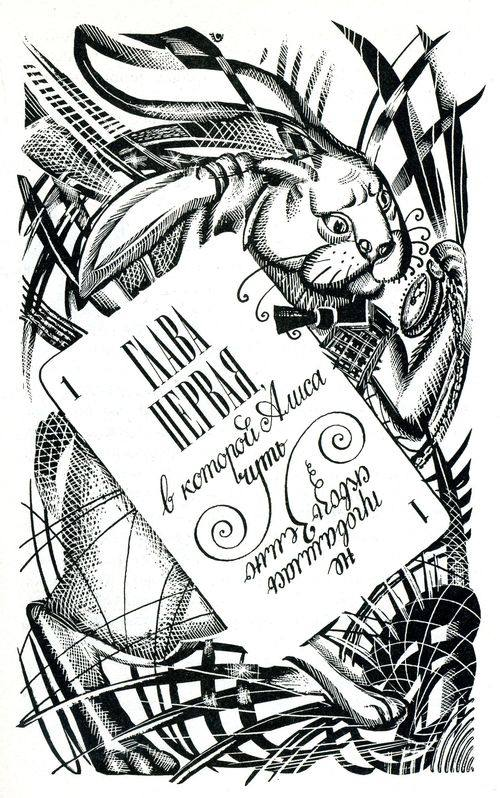 1
ГЛАВА
ПЕРВАЯ,
в которой Алиса
чуть
не
провалилась
сквозь
Землю
1